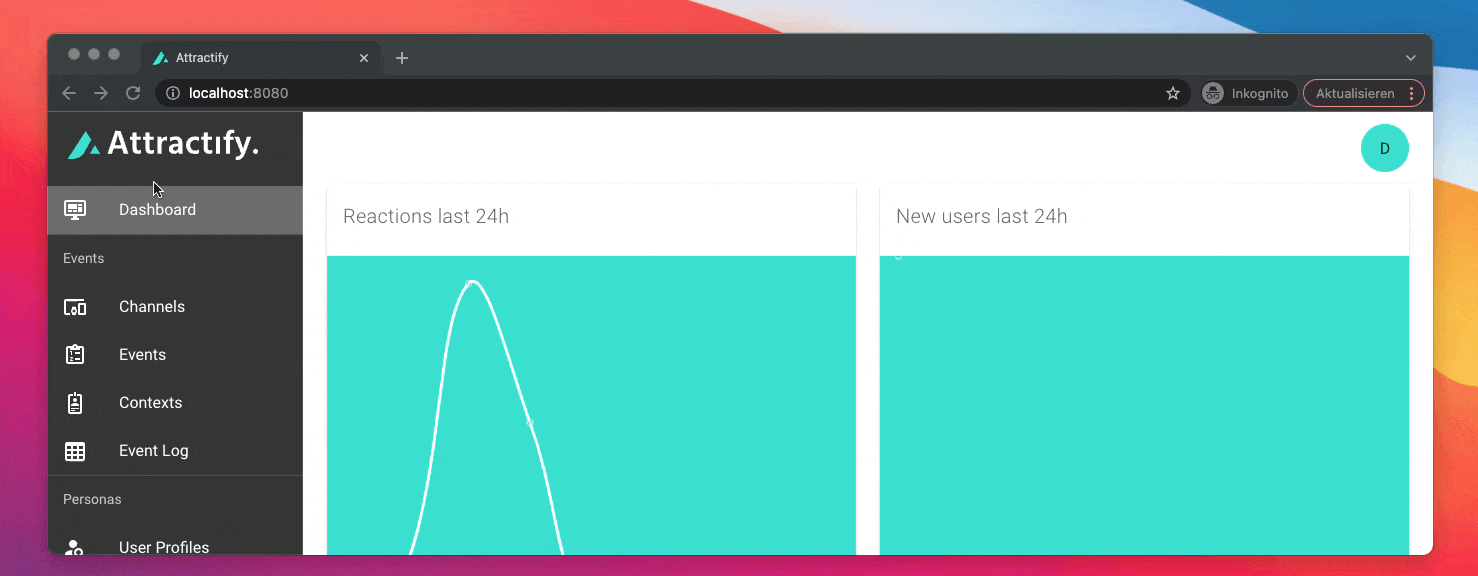 Attractify
localhost:8080
Inkognito
Aktualisieren
Attractify.
D
Dashboard
Reactions last 24h
New users last 24h
Events
Channels
Events
Contexts
Event Log
Personas
User Profiles